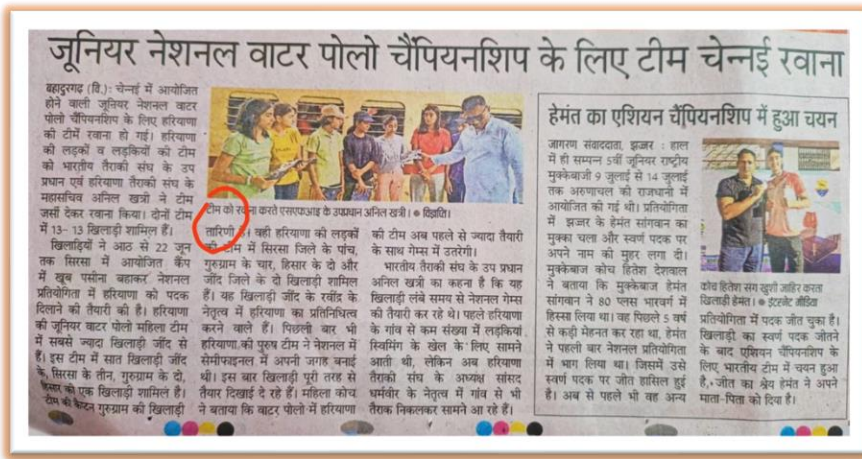 जूनियर नेशनल वाटर पोलो चैंपियनशिप के लिए टीम चेन्नई रवाना
बहादुरगढ़ (वि.): चेन्नई में आयोजित
होने वाली जूनियर नेशनल वाटर
पोलो चैंपियनशिप के लिए हरियाणा
की टीमें रवाना हो गई। हरियाणा
की लड़कों व लड़कियों की टीम
को भारतीय तैराकी संघ के उप
प्रधान एवं हरियाणा तैराकी संघ के
महासचिव अनिल खत्री ने टीम
जर्सी देकर रवाना किया। दोनों टीम
में 13- 13 खिलाड़ी शामिल हैं।
खिलाड़ियों ने आठ से 22 जून
तक सिरसा में आयोजित कैंप
में खूब पसीना बहाकर नेशनल
प्रतियोगिता में हरियाणा को पदक
दिलाने की तैयारी की है। हरियाणा
की जूनियर वाटर पोलो महिला टीम
में सबसे ज्यादा खिलाड़ी जींद से
हैं। इस टीम में सात खिलाड़ी जींद
के, सिरसा के तीन, गुरुग्राम के दो,
हिसार की एक खिलाड़ी शामिल है।
टीम की कैप्टन गुरुग्राम की खिलाड़ी
टीम को रवाना करते एसएफआइ के उपप्रधान अनिल खत्री। ● विज्ञप्ति।
तारिणी है। वही हरियाणा की लड़कों
की टीम में सिरसा जिले के पांच,
गुरुग्राम के चार, हिसार के दो और
जींद जिले के दो खिलाड़ी शामिल
हैं। यह खिलाड़ी जींद के रवींद्र के
नेतृत्व में हरियाणा का प्रतिनिधित्व
करने वाले हैं। पिछली बार भी
हरियाणा की पुरुष टीम ने नेशनल में
सेमीफाइनल में अपनी जगह बनाई
थी। इस बार खिलाड़ी पूरी तरह से
तैयार दिखाई दे रहे हैं। महिला कोच
ने बताया कि वाटर पोलो में हरियाणा
की टीम अब पहले से ज्यादा तैयारी
के साथ गेम्स में उतरेगी।
भारतीय तैराकी संघ के उप प्रधान
अनिल खत्री का कहना है कि यह
खिलाड़ी लंबे समय से नेशनल गेम्स
की तैयारी कर रहे थे। पहले हरियाणा
के गांव से कम संख्या में लड़कियां
स्विमिंग के खेल के लिए सामने
आती थी, लेकिन अब हरियाणा
तैराकी संघ के अध्यक्ष सांसद
धर्मवीर के नेतृत्व में गांव से भी
तैराक निकलकर सामने आ रहे हैं।
हेमंत का एशियन चैंपियनशिप में हुआ चयन
जागरण संवाददाता, झज्जर : हाल
में ही सम्पन्न 5वीं जूनियर राष्ट्रीय
मुक्केबाजी 9 जुलाई से 14 जुलाई
तक अरुणाचल की राजधानी में
आयोजित की गई थी। प्रतियोगिता
में झज्जर के हेमंत सांगवान का
मुक्का चला और स्वर्ण पदक पर
अपने नाम की मुहर लगा दी।
मुक्केबाज कोच हितेश देशवाल
ने बताया कि मुक्केबाज हेमंत
सांगवान ने 80 प्लस भारवर्ग में
हिस्सा लिया था। वह पिछले 5 वर्ष
से कड़ी मेहनत कर रहा था, हेमंत
ने पहली बार नेशनल प्रतियोगिता
में भाग लिया था। जिसमें उसे
स्वर्ण पदक पर जीत हासिल हुई
है। अब से पहले भी वह अन्य
कोच हितेश संग खुशी जाहिर करता
खिलाड़ी हेमंत। ● इंटरनेट मीडिया
प्रतियोगिता में पदक जीत चुका है।
खिलाड़ी का स्वर्ण पदक जीतने
के बाद एशियन चैंपियनशिप के
लिए भारतीय टीम में चयन हुआ
है, जीत का श्रेय हेमंत ने अपने
माता-पिता को दिया है।